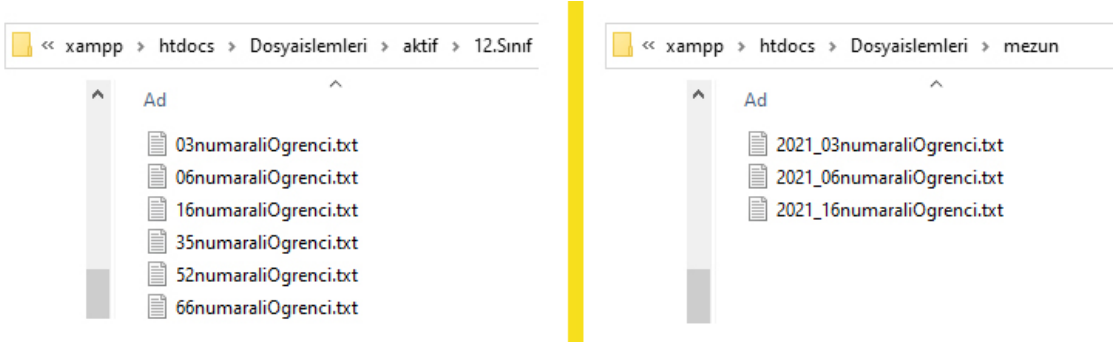 « xampp > htdocs > Dosyaislemleri > aktif > 12.Sınıf
Ad
03numaraliOgrenci.txt
06numaraliOgrenci.txt
16numaraliOgrenci.txt
35numaraliOgrenci.txt
52numaraliOgrenci.txt
66numaraliOgrenci.txt
« xampp > htdocs > Dosyaislemleri > mezun
Ad
2021_03numaraliOgrenci.txt
2021_06numaraliOgrenci.txt
2021_16numaraliOgrenci.txt